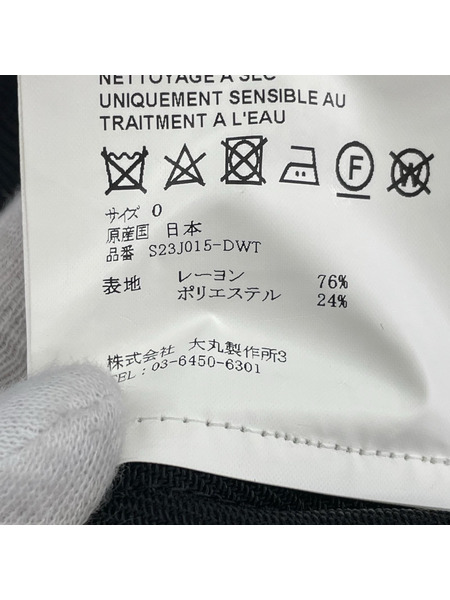 NETTOYAGE A SEC
UNIQUEMENT SENSIBLE AU
TRAITEMENT A L'EAU
F
W
サイズ 0
原産国 日本
品番 S23J015-DWT
表地 レーヨン 76%
ポリエステル 24%
株式会社 大丸製作所3
TEL:03-6450-6301